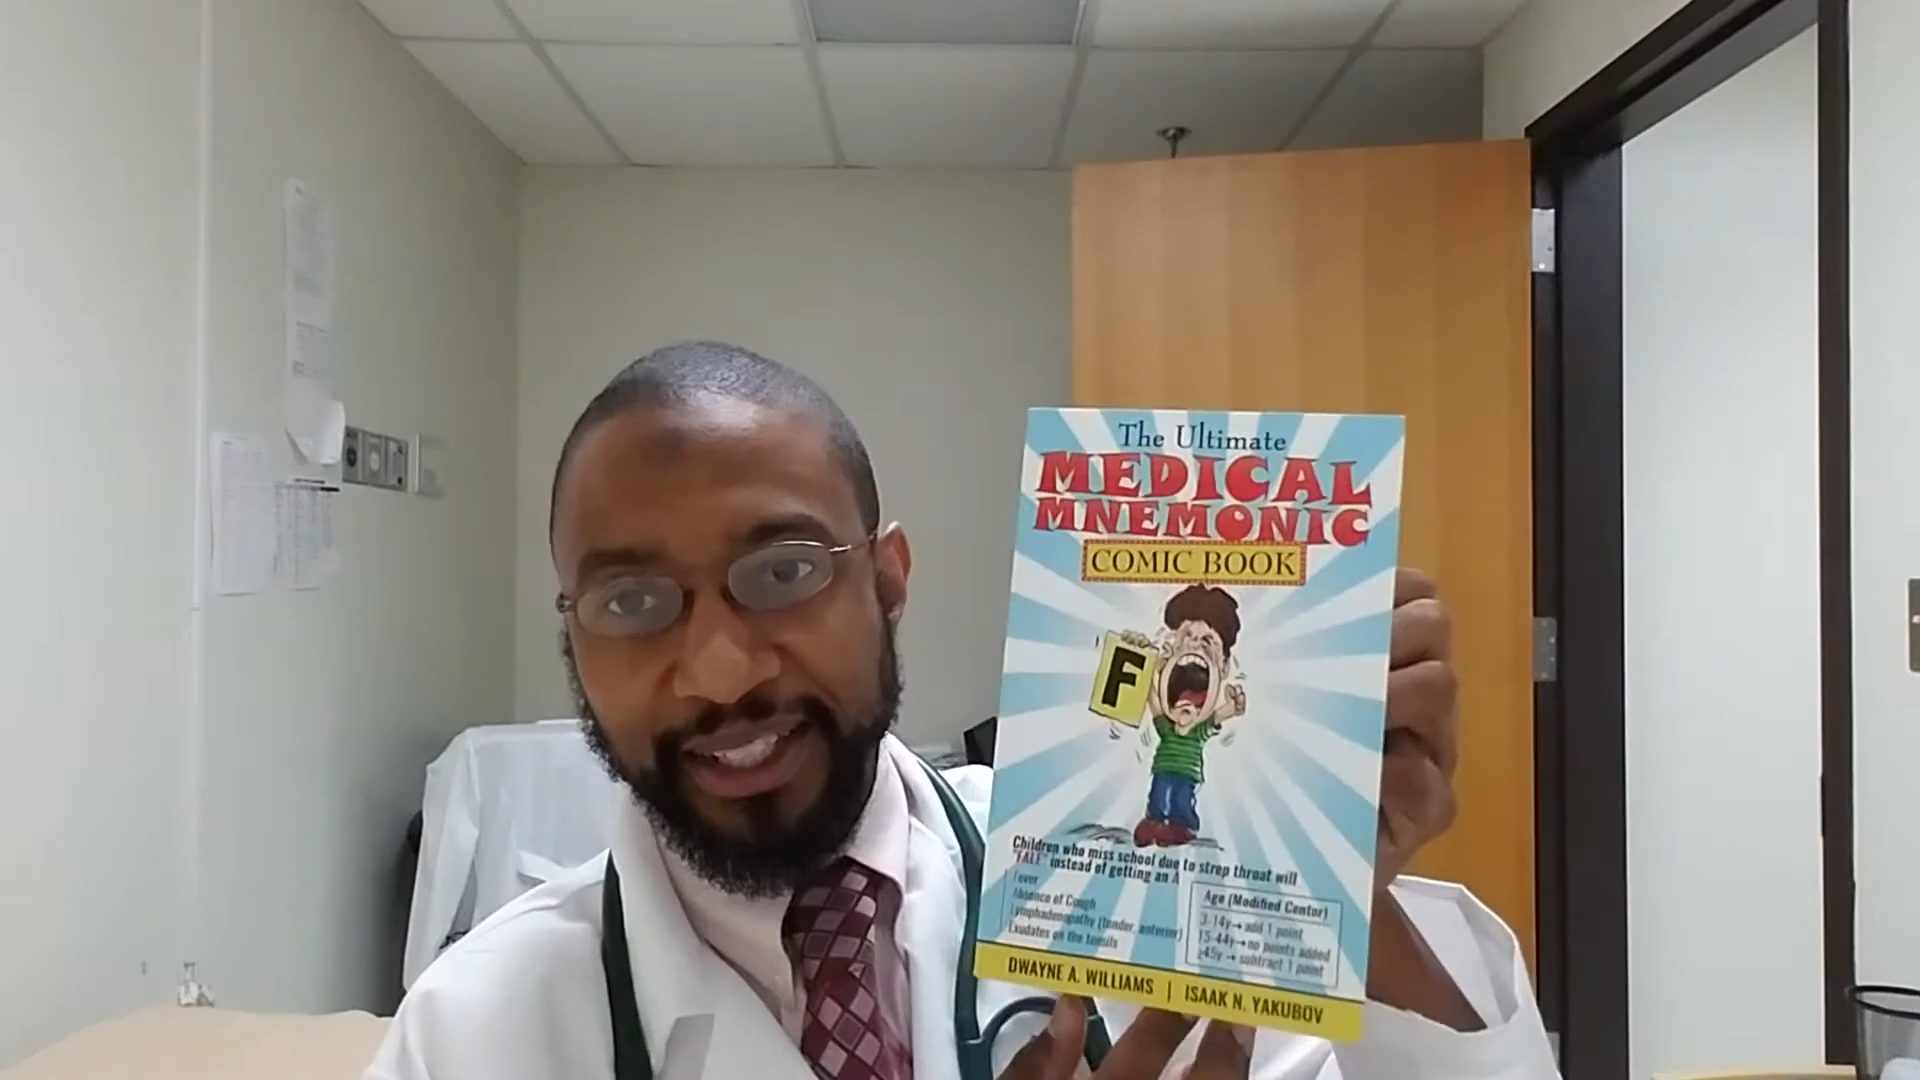 The Ultimate
MEDICAL
MNEMONIC
COMIC BOOK
F
Children who miss school due to strep throat will
"FALE" instead of getting an A
Fever
Absence of Cough
Lymphadenopathy (tender, anterior)
Exudates on the tonsils
Age (Modified Centor)
3-14y→ add 1 point
15-44y→ no points added
≥45y → subtract 1 point
DWAYNE A. WILLIAMS | ISAAK N. YAKUBOV